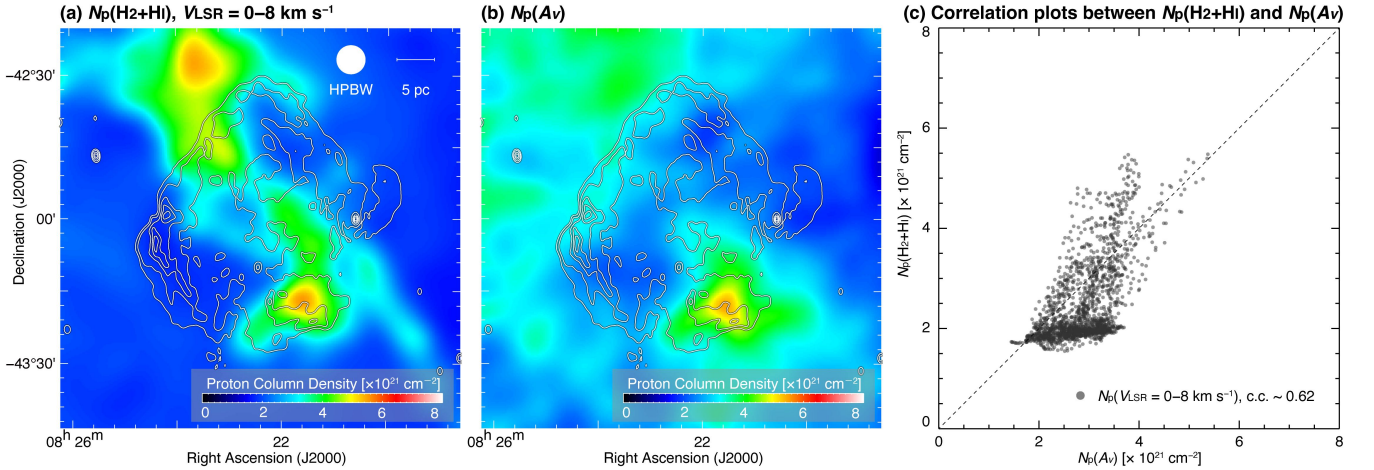 (a) Np(H2+HI), VLSR = 0–8 km s−1
(b) Np(AV)
(c) Correlation plots between Np(H2+HI) and Np(AV)
−42°30'
00'
−43°30'
Declination (J2000)
HPBW
5 pc
Proton Column Density [×10^21 cm−2]
0 2 4 6 8
08h 26m
22
Right Ascension (J2000)
Proton Column Density [×10^21 cm−2]
0 2 4 6 8
08h 26m
22
Right Ascension (J2000)
8
6
4
2
0
Np(H2+HI) [× 10^21 cm−2]
Np(VLSR = 0–8 km s−1), c.c. ~ 0.62
0 2 4 6 8
Np(AV) [× 10^21 cm−2]